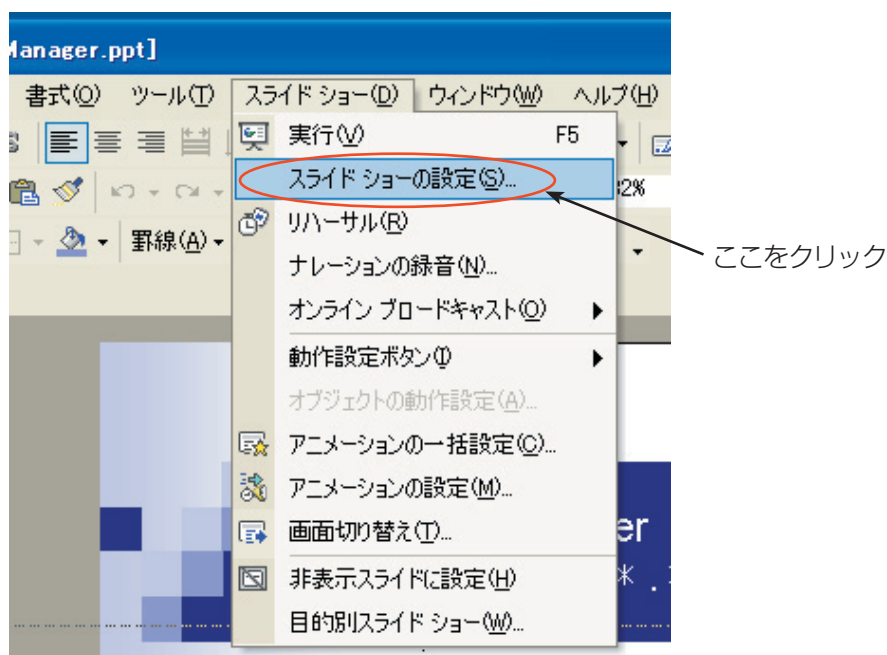 Manager.ppt]
書式(O) ツール(T) スライド ショー(D) ウィンドウ(W) ヘルプ(H)
実行(V) F5
スライド ショーの設定(S)...
リハーサル(R)
罫線(A)
ナレーションの録音(N)...
ここをクリック
オンライン ブロードキャスト(O)
動作設定ボタン(I)
オブジェクトの動作設定(A)...
アニメーションの一括設定(C)...
アニメーションの設定(M)...
画面切り替え(T)...
er
非表示スライドに設定(H)
目的別スライド ショー(W)...